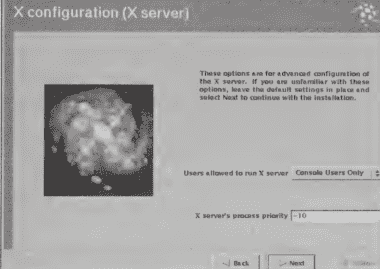 X configuration (X server)
These options are for advanced configuration of
the X server. If you are unfamiliar with these
options, leave the default settings in place and
select Next to continue with the installation.
Users allowed to run X server Console Users Only
X server's process priority -10
Back Next